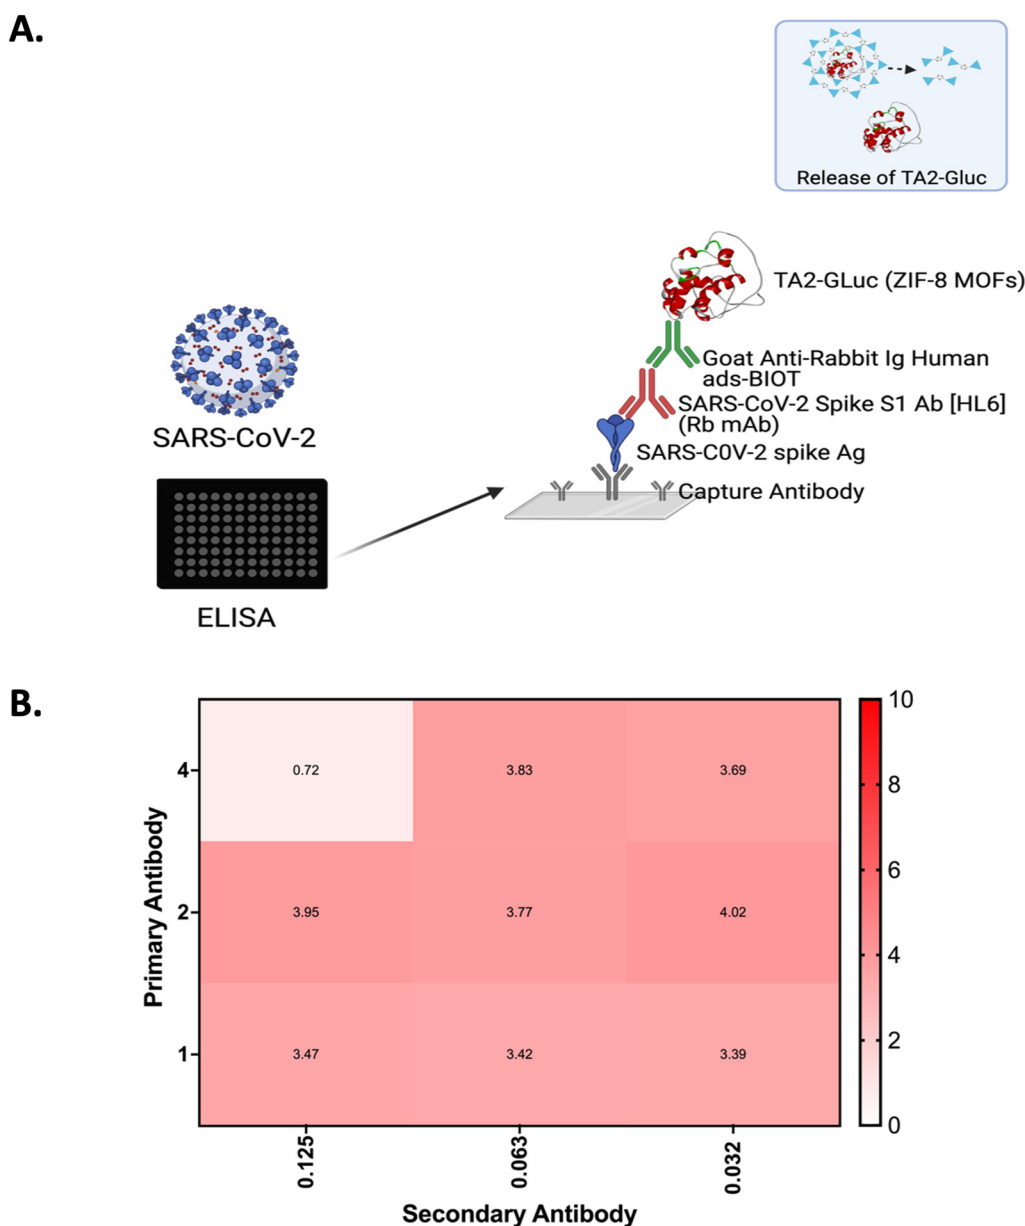 A.
Release of TA2-Gluc
TA2-GLuc (ZIF-8 MOFs)
Goat Anti-Rabbit Ig Human
ads-BIOT
SARS-CoV-2 Spike S1 Ab [HL6]
(Rb mAb)
SARS-C0V-2 spike Ag
Capture Antibody
SARS-CoV-2
ELISA
B.
Primary Antibody
4
0.72
3.83
3.69
2
3.95
3.77
4.02
1
3.47
3.42
3.39
0.125
0.063
0.032
Secondary Antibody
10
8
6
4
2
0